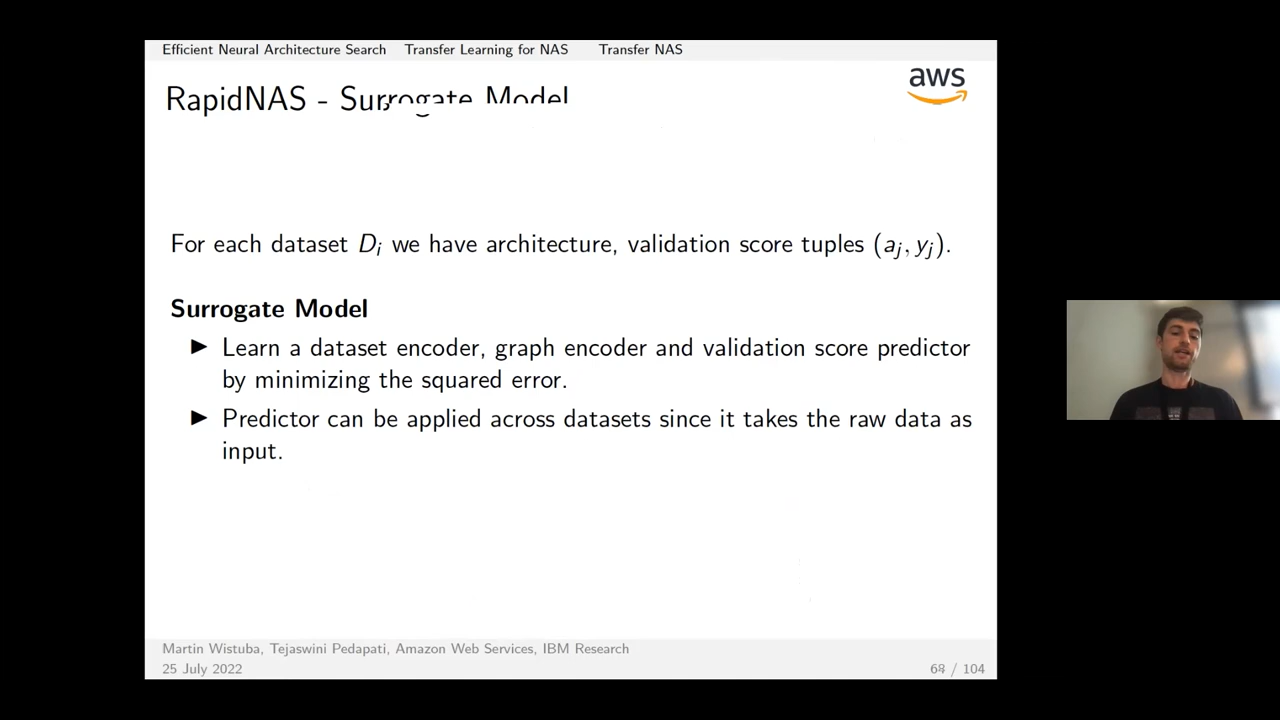 Efficient Neural Architecture Search Transfer Learning for NAS Transfer NAS
aws
RapidNAS - Surrogate Model
For each dataset Di we have architecture, validation score tuples (aj, yj).
Surrogate Model
▶ Learn a dataset encoder, graph encoder and validation score predictor
by minimizing the squared error.
▶ Predictor can be applied across datasets since it takes the raw data as
input.
Martin Wistuba, Tejaswini Pedapati, Amazon Web Services, IBM Research
25 July 2022 / 104